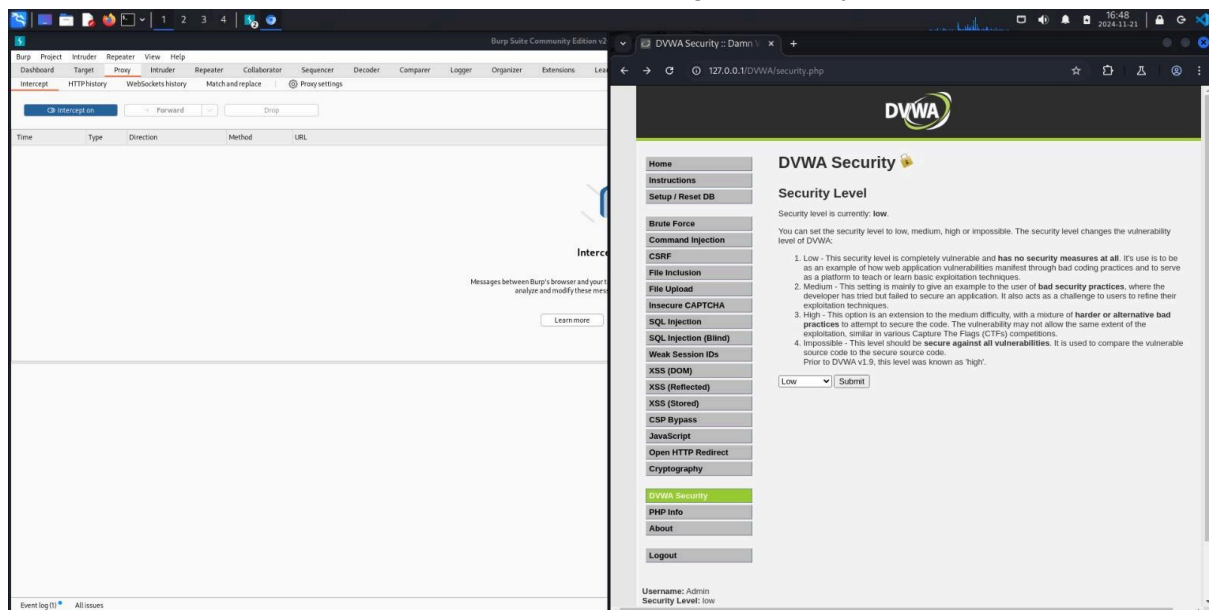 1 2 3 4
16:48
2024-11-21
Burp Suite Community Edition v2
Burp Project Intruder Repeater View Help
Dashboard Target Proxy Intruder Repeater Collaborator Sequencer Decoder Comparer Logger Organizer Extensions Lea
Intercept HTTP history WebSockets history Match and replace Proxy settings
Intercept on Forward Drop
Time Type Direction Method URL
Interce
Messages between Burp's browser and your t
analyze and modify these mes
Learn more
Event log (1) All issues
DVWA Security :: Damn V
127.0.0.1/DVWA/security.php
DVWA
Home
Instructions
Setup / Reset DB
Brute Force
Command Injection
CSRF
File Inclusion
File Upload
Insecure CAPTCHA
SQL Injection
SQL Injection (Blind)
Weak Session IDs
XSS (DOM)
XSS (Reflected)
XSS (Stored)
CSP Bypass
JavaScript
Open HTTP Redirect
Cryptography
DVWA Security
PHP Info
About
Logout
Username: Admin
Security Level: low
DVWA Security
Security Level
Security level is currently: low.
You can set the security level to low, medium, high or impossible. The security level changes the vulnerability
level of DVWA:
1. Low - This security level is completely vulnerable and has no security measures at all. It's use is to be
as an example of how web application vulnerabilities manifest through bad coding practices and to serve
as a platform to teach or learn basic exploitation techniques.
2. Medium - This setting is mainly to give an example to the user of bad security practices, where the
developer has tried but failed to secure an application. It also acts as a challenge to users to refine their
exploitation techniques.
3. High - This option is an extension to the medium difficulty, with a mixture of harder or alternative bad
practices to attempt to secure the code. The vulnerability may not allow the same extent of the
exploitation, similar in various Capture The Flags (CTFs) competitions.
4. Impossible - This level should be secure against all vulnerabilities. It is used to compare the vulnerable
source code to the secure source code.
Prior to DVWA v1.9, this level was known as 'high'.
Low Submit